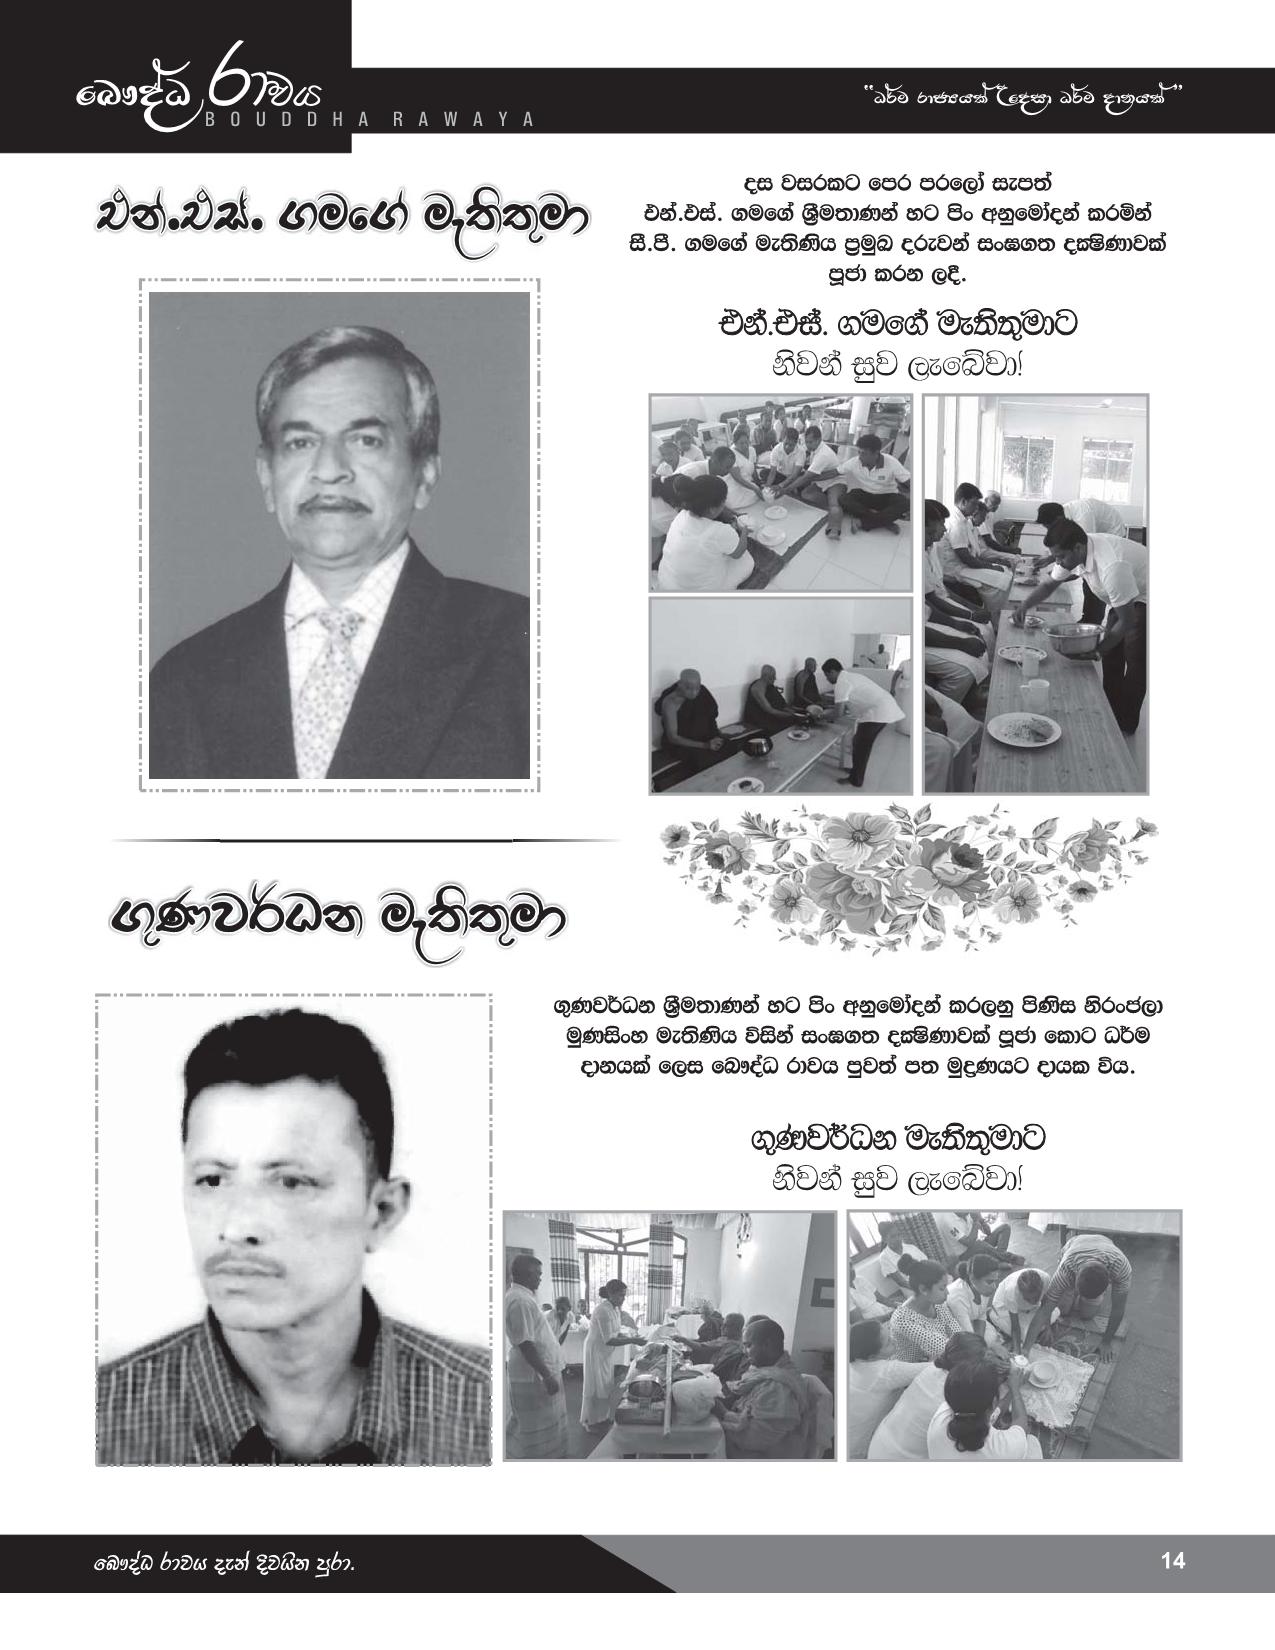 බෞද්ධ රාවය
BOUDDHA RAWAYA
“ධර්ම රාජ්‍යයක් උදෙසා ධර්ම දානයක්”
එන්.එස්. ගමගේ මැතිතුමා
දස වසරකට පෙර පරලෝ සැපත්
එන්.එස්. ගමගේ ශ්‍රීමතාණන් හට පිං අනුමෝදන් කරමින්
සී.පී. ගමගේ මැතිණිය ප්‍රමුඛ දරුවන් සංඝගත දක්‍ෂිණාවක්
පූජා කරන ලදී.
එන්.එස්. ගමගේ මැතිතුමාට
නිවන් සුව ලැබේවා!
ගුණවර්ධන මැතිතුමා
ගුණවර්ධන ශ්‍රීමතාණන් හට පිං අනුමෝදන් කරලනු පිණිස නිරංජලා
මුණසිංහ මැතිණිය විසින් සංඝගත දක්‍ෂිණාවක් පූජා කොට ධර්ම
දානයක් ලෙස බෞද්ධ රාවය පුවත් පත මුද්‍රණයට දායක විය.
ගුණවර්ධන මැතිතුමාට
නිවන් සුව ලැබේවා!
බෞද්ධ රාවය දැන් දිවයින පුරා.
14